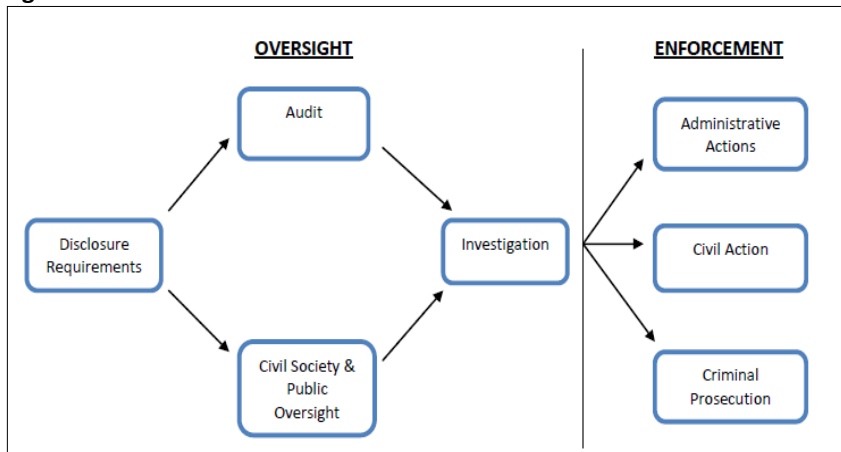 OVERSIGHT
ENFORCEMENT
Audit
Administrative
Actions
Disclosure
Requirements
Investigation
Civil Action
Civil Society &
Public
Oversight
Criminal
Prosecution